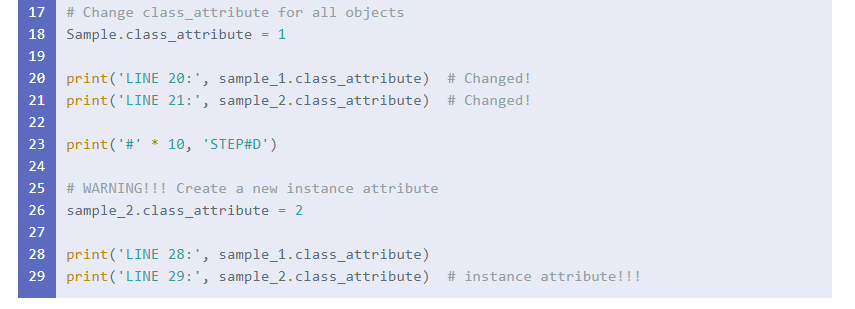 17 # Change class_attribute for all objects
18 Sample.class_attribute = 1
19
20 print('LINE 20:', sample_1.class_attribute)  # Changed!
21 print('LINE 21:', sample_2.class_attribute)  # Changed!
22
23 print('#' * 10, 'STEP#D')
24
25 # WARNING!!! Create a new instance attribute
26 sample_2.class_attribute = 2
27
28 print('LINE 28:', sample_1.class_attribute)
29 print('LINE 29:', sample_2.class_attribute)  # instance attribute!!!